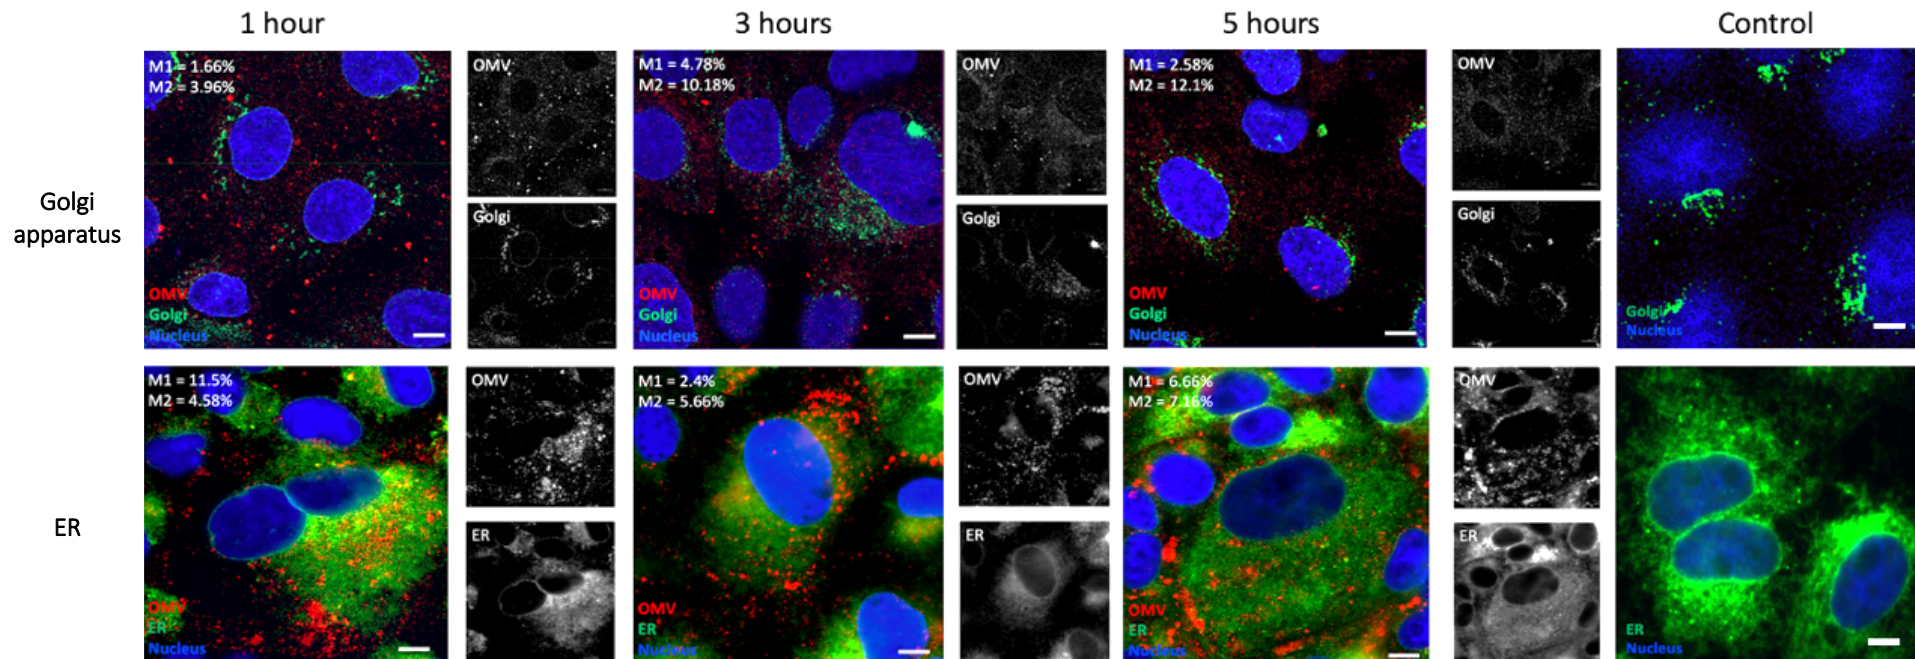 1 hour
3 hours
5 hours
Control
Golgi
apparatus
M1 = 1.66%
M2 = 3.96%
OMV
Golgi
Nucleus
OMV
Golgi
M1 = 4.78%
M2 = 10.18%
OMV
Golgi
Nucleus
OMV
Golgi
M1 = 2.58%
M2 = 12.1%
OMV
Golgi
Nucleus
OMV
Golgi
Golgi
Nucleus
ER
M1 = 11.5%
M2 = 4.58%
OMV
ER
Nucleus
OMV
ER
M1 = 2.4%
M2 = 5.66%
OMV
ER
Nucleus
OMV
ER
M1 = 6.66%
M2 = 7.16%
OMV
ER
Nucleus
OMV
ER
ER
Nucleus